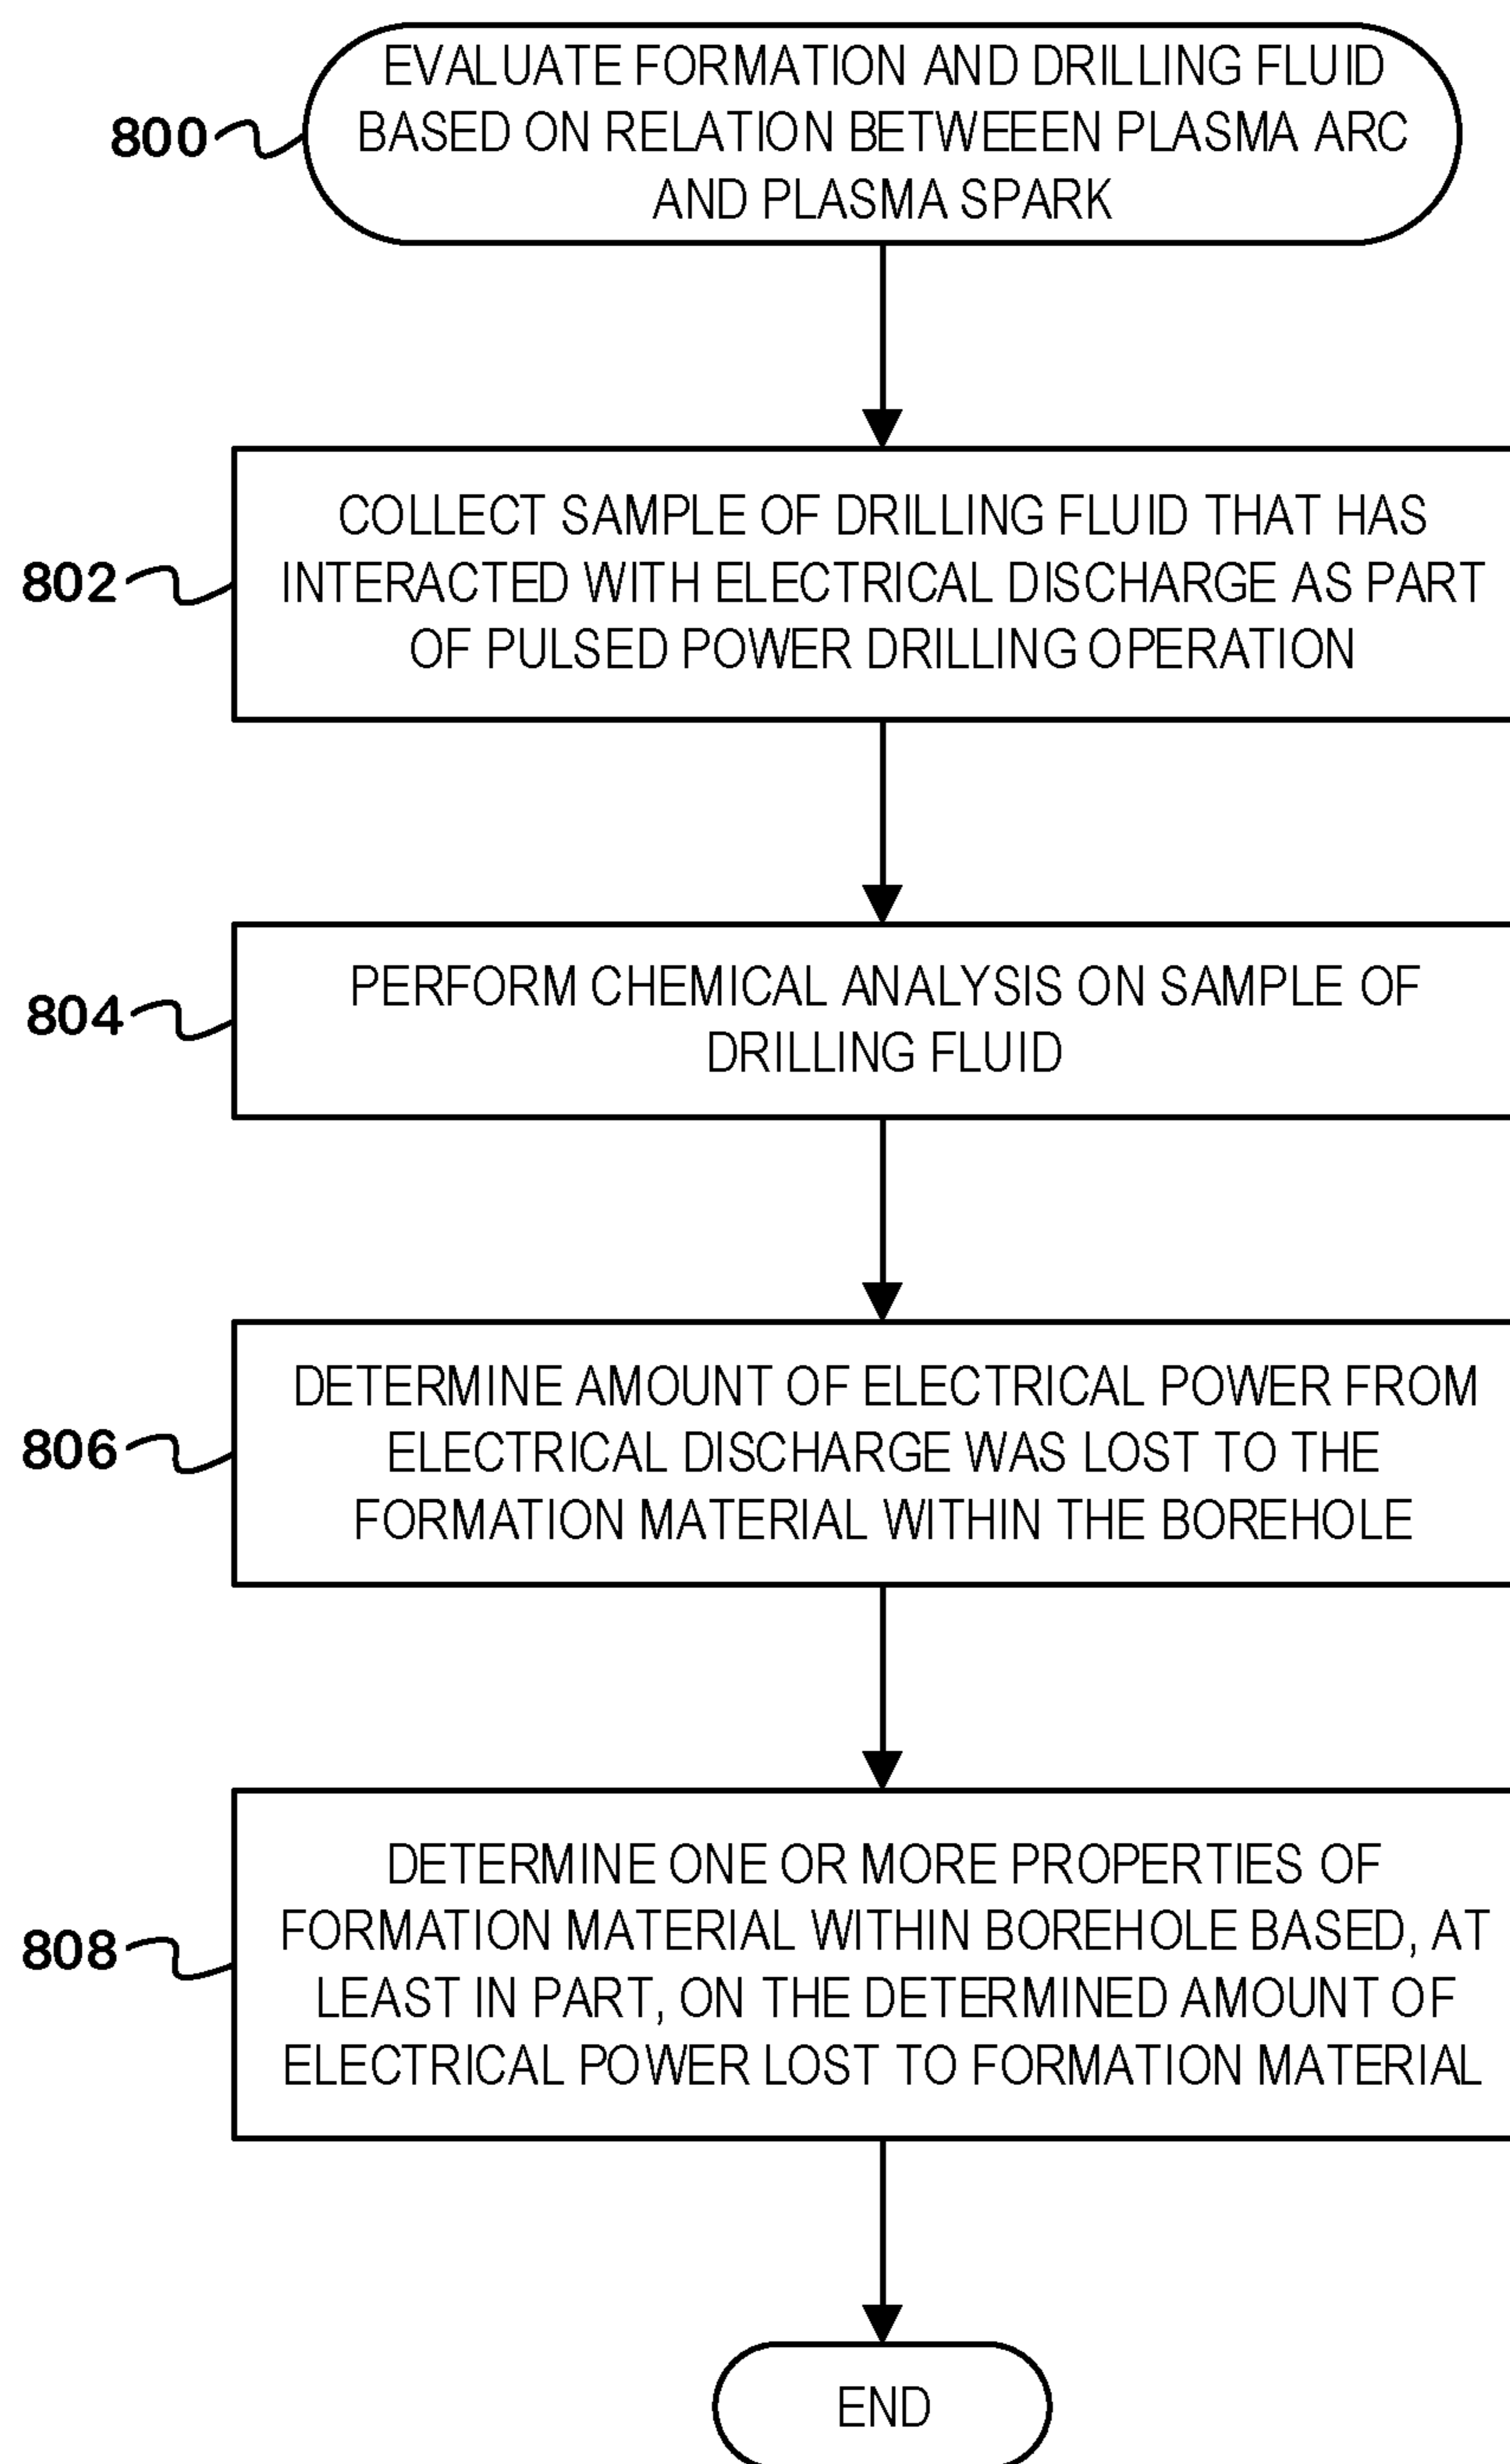 EVALUATE FORMATION AND DRILLING FLUID
800
BASED ON RELATION BETWEEEN PLASMA ARC
AND PLASMA SPARK
COLLECT SAMPLE OF DRILLING FLUID THAT HAS
802
INTERACTED WITH ELECTRICAL DISCHARGE AS PART
OF PULSED POWER DRILLING OPERATION
804
PERFORM CHEMICAL ANALYSIS ON SAMPLE OF
DRILLING FLUID
DETERMINE AMOUNT OF ELECTRICAL POWER FROM
806
ELECTRICAL DISCHARGE WAS LOST TO THE
FORMATION MATERIAL WITHIN THE BOREHOLE
DETERMINE ONE OR MORE PROPERTIES OF
FORMATION MATERIAL WITHIN BOREHOLE BASED, AT
808
LEAST IN PART, ON THE DETERMINED AMOUNT OF
ELECTRICAL POWER LOST TO FORMATION MATERIAL
END